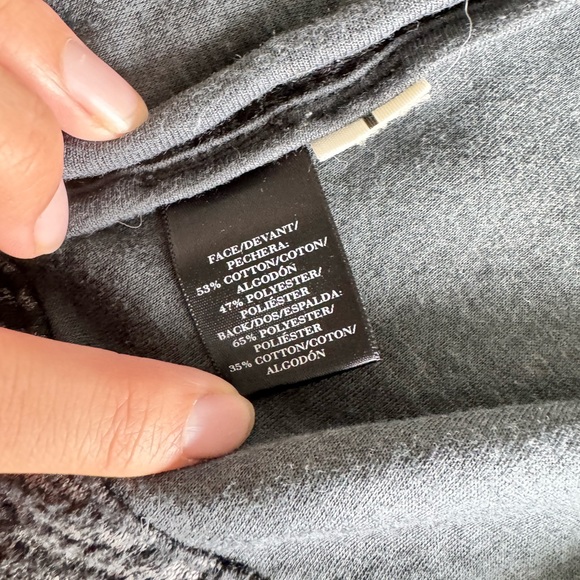 FACE/DEVANT/
PECHERA:
53% COTTON/COTON/
ALGODÓN
47% POLYESTER/
POLIÉSTER
BACK/DOS/ESPALDA:
65% POLYESTER/
POLIÉSTER
35% COTTON/COTON/
ALGODÓN